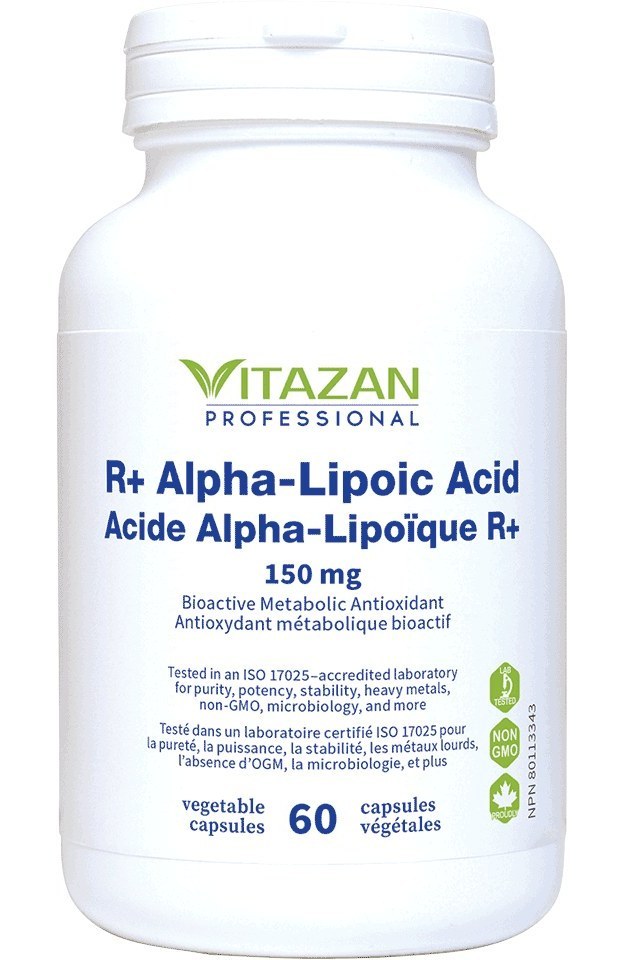 VITAZAN
PROFESSIONAL
R+ Alpha-Lipoic Acid
Acide Alpha-Lipoïque R+
150 mg
Bioactive Metabolic Antioxidant
Antioxydant métabolique bioactif
Tested in an ISO 17025–accredited laboratory
for purity, potency, stability, heavy metals,
non-GMO, microbiology, and more
Testé dans un laboratoire certifié ISO 17025 pour
la pureté, la puissance, la stabilité, les métaux lourds,
l’absence d’OGM, la microbiologie, et plus
vegetable
capsules
60
capsules
végétales
LAB
TESTED
NON
GMO
PROUDLY
NPN 80113343